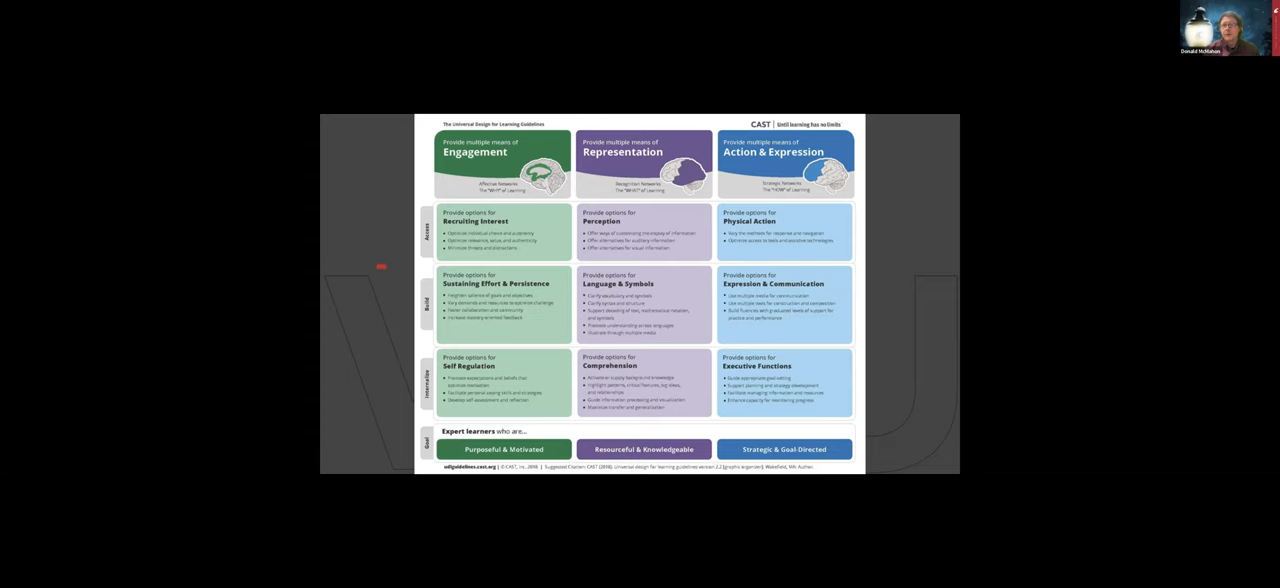 Donald McMahon
The Universal Design for Learning Guidelines
CAST | Until learning has no limits
Provide multiple means of
Engagement
Affective Networks
The "WHY" of Learning
Provide multiple means of
Representation
Recognition Networks
The "WHAT" of Learning
Provide multiple means of
Action & Expression
Strategic Networks
The "HOW" of Learning
Access
Provide options for
Recruiting Interest
• Optimize individual choice and autonomy
• Optimize relevance, value, and authenticity
• Minimize threats and distractions
Provide options for
Perception
• Offer ways of customizing the display of information
• Offer alternatives for auditory information
• Offer alternatives for visual information
Provide options for
Physical Action
• Vary the methods for response and navigation
• Optimize access to tools and assistive technologies
Build
Provide options for
Sustaining Effort & Persistence
• Heighten salience of goals and objectives
• Vary demands and resources to optimize challenge
• Foster collaboration and community
• Increase mastery-oriented feedback
Provide options for
Language & Symbols
• Clarify vocabulary and symbols
• Clarify syntax and structure
• Support decoding of text, mathematical notation,
and symbols
• Promote understanding across languages
• Illustrate through multiple media
Provide options for
Expression & Communication
• Use multiple media for communication
• Use multiple tools for construction and composition
• Build fluencies with graduated levels of support for
practice and performance
Internalize
Provide options for
Self Regulation
• Promote expectations and beliefs that
optimize motivation
• Facilitate personal coping skills and strategies
• Develop self-assessment and reflection
Provide options for
Comprehension
• Activate or supply background knowledge
• Highlight patterns, critical features, big ideas,
and relationships
• Guide information processing and visualization
• Maximize transfer and generalization
Provide options for
Executive Functions
• Guide appropriate goal-setting
• Support planning and strategy development
• Facilitate managing information and resources
• Enhance capacity for monitoring progress
Goal
Expert learners who are...
Purposeful & Motivated
Resourceful & Knowledgeable
Strategic & Goal-Directed
udlguidelines.cast.org | © CAST, Inc. 2018 | Suggested Citation: CAST (2018). Universal design for learning guidelines version 2.2 [graphic organizer]. Wakefield, MA: Author.